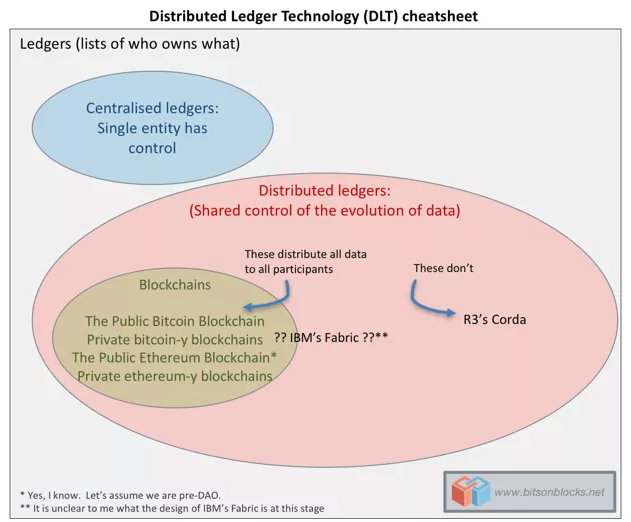 Distributed Ledger Technology (DLT) cheatsheet
Ledgers (lists of who owns what)
Centralised ledgers:
Single entity has
control
Distributed ledgers:
(Shared control of the evolution of data)
These distribute all data
to all participants
These don't
Blockchains
The Public Bitcoin Blockchain
Private bitcoin-y blockchains
The Public Ethereum Blockchain*
Private ethereum-y blockchains
?? IBM's Fabric ??**
R3's Corda
* Yes, I know. Let's assume we are pre-DAO.
** It is unclear to me what the design of IBM's Fabric is at this stage
www.bitsonblocks.net